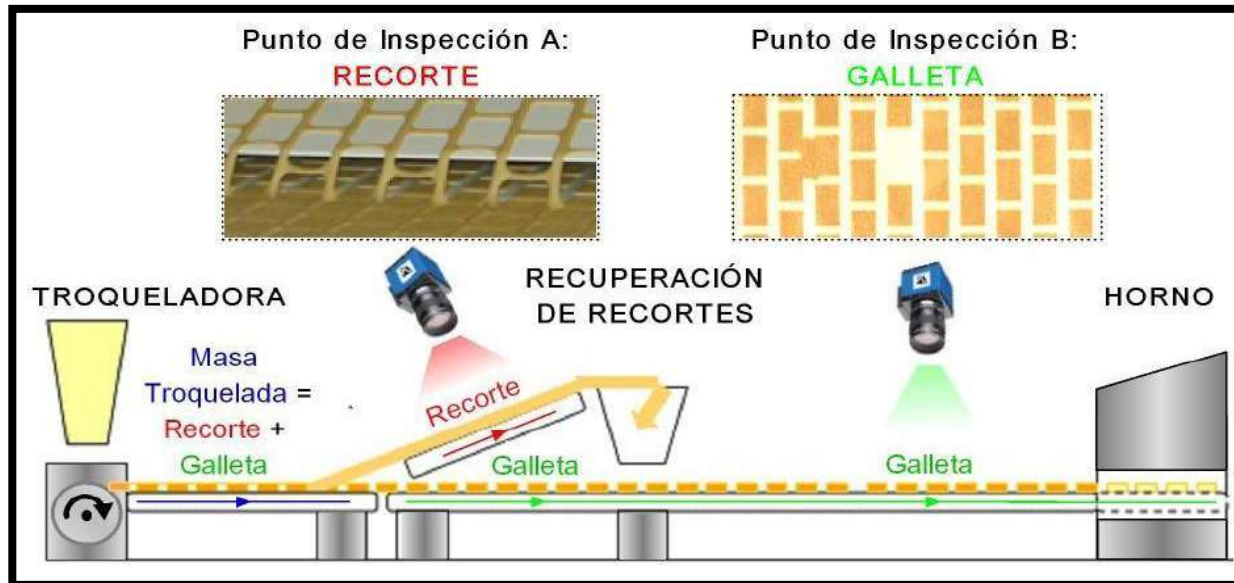 Punto de Inspección A:
RECORTE
Punto de Inspección B:
GALLETA
TROQUELADORA
RECUPERACIÓN
DE RECORTES
HORNO
Masa
Troquelada =
Recorte +
Galleta
Recorte
Galleta
Galleta